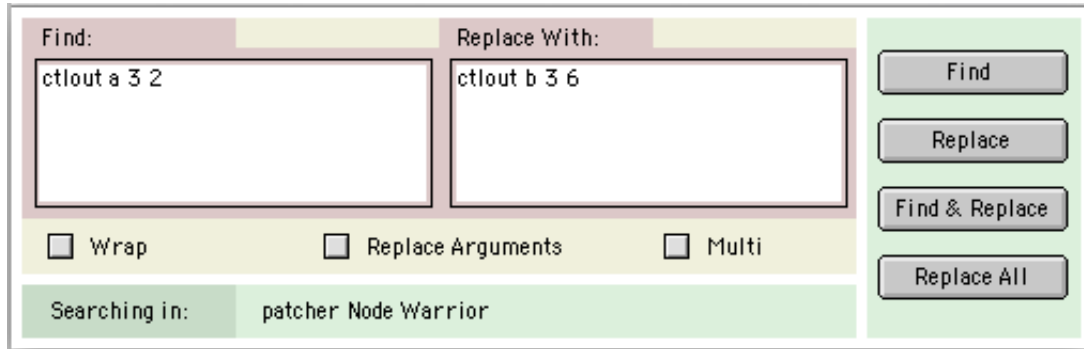 Find:
Replace With:
ctlout a 3 2
ctlout b 3 6
Find
Replace
Find & Replace
Replace All
Wrap
Replace Arguments
Multi
Searching in:
patcher Node Warrior